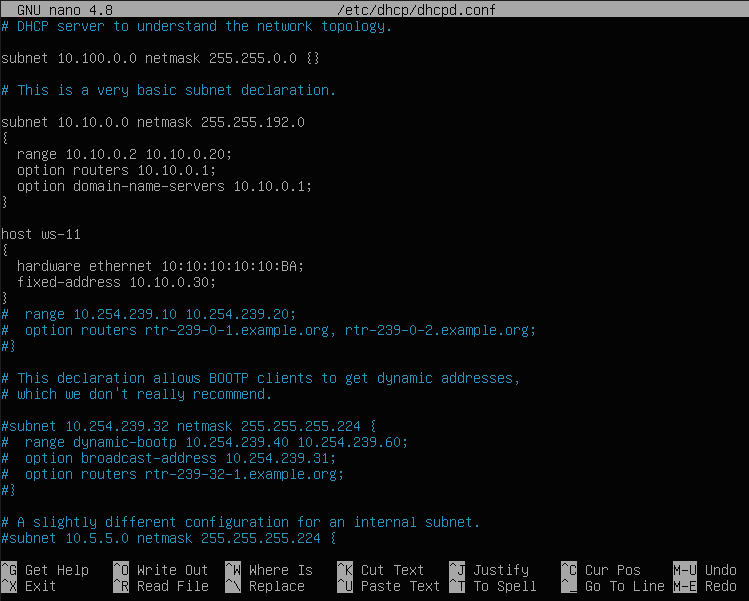 GNU nano 4.8 /etc/dhcp/dhcpd.conf
# DHCP server to understand the network topology.
subnet 10.100.0.0 netmask 255.255.0.0 {}
# This is a very basic subnet declaration.
subnet 10.10.0.0 netmask 255.255.192.0
{
  range 10.10.0.2 10.10.0.20;
  option routers 10.10.0.1;
  option domain-name-servers 10.10.0.1;
}
host ws-11
{
  hardware ethernet 10:10:10:10:10:BA;
  fixed-address 10.10.0.30;
}
#  range 10.254.239.10 10.254.239.20;
#  option routers rtr-239-0-1.example.org, rtr-239-0-2.example.org;
#}
# This declaration allows BOOTP clients to get dynamic addresses,
# which we don't really recommend.
#subnet 10.254.239.32 netmask 255.255.255.224 {
#  range dynamic-bootp 10.254.239.40 10.254.239.60;
#  option broadcast-address 10.254.239.31;
#  option routers rtr-239-32-1.example.org;
#}
# A slightly different configuration for an internal subnet.
#subnet 10.5.5.0 netmask 255.255.255.224 {
^G Get Help ^O Write Out ^W Where Is ^K Cut Text ^J Justify ^C Cur Pos M-U Undo
^X Exit ^R Read File ^\ Replace ^U Paste Text ^T To Spell ^_ Go To Line M-E Redo